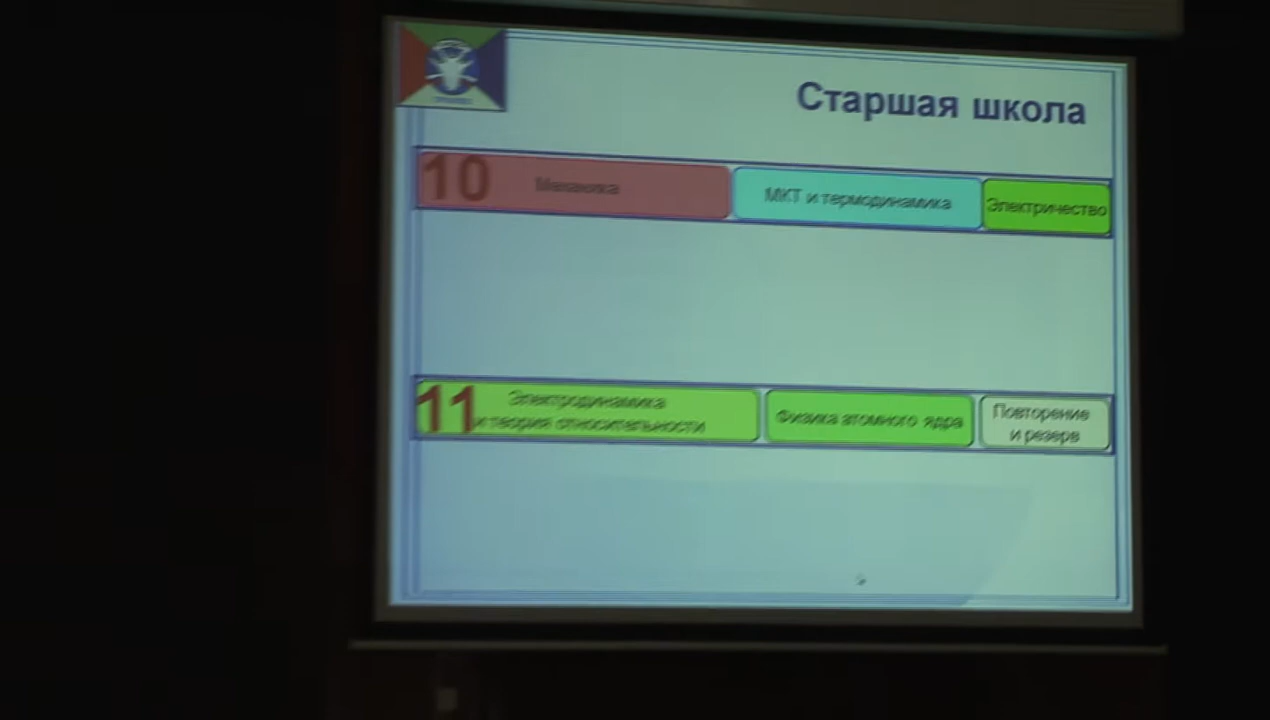 Старшая школа
10
Механика
МКТ и термодинамика
Электричество
11
Электродинамика
и теория относительности
Физика атомного ядра
Повторение
и резерв